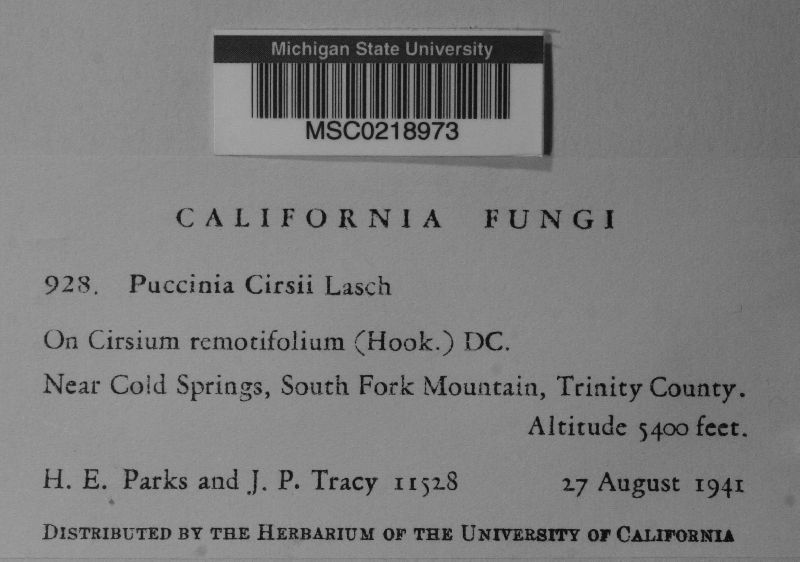 Michigan State University
MSC0218973
CALIFORNIA FUNGI
928. Puccinia Cirsii Lasch
On Cirsium remotifolium (Hook.) DC.
Near Cold Springs, South Fork Mountain, Trinity County.
Altitude 5400 feet.
H. E. Parks and J. P. Tracy 11528 27 August 1941
DISTRIBUTED BY THE HERBARIUM OF THE UNIVERSITY OF CALIFORNIA